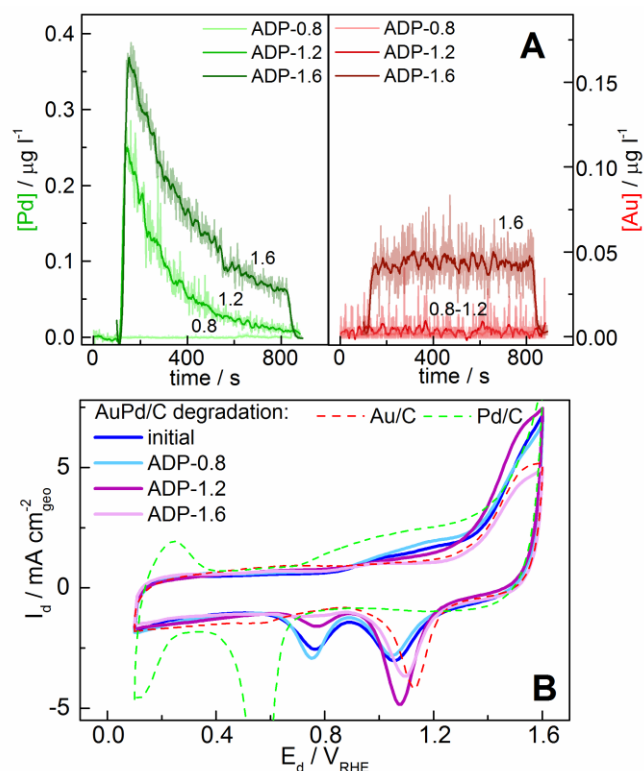 ADP-0.8
ADP-1.2
ADP-1.6
ADP-0.8
ADP-1.2
ADP-1.6
A
0.4
0.3
0.2
0.1
0.0
[Pd] / µg l⁻¹
1.6
1.2
0.8
0 400 800
time / s
1.6
0.8-1.2
0 400 800
time / s
0.15
0.10
0.05
0.00
[Au] / µg l⁻¹
AuPd/C degradation:
initial
ADP-0.8
ADP-1.2
ADP-1.6
Au/C
Pd/C
5
0
-5
I_d / mA cm⁻²_geo
B
0.0 0.4 0.8 1.2 1.6
E_d / V_RHE